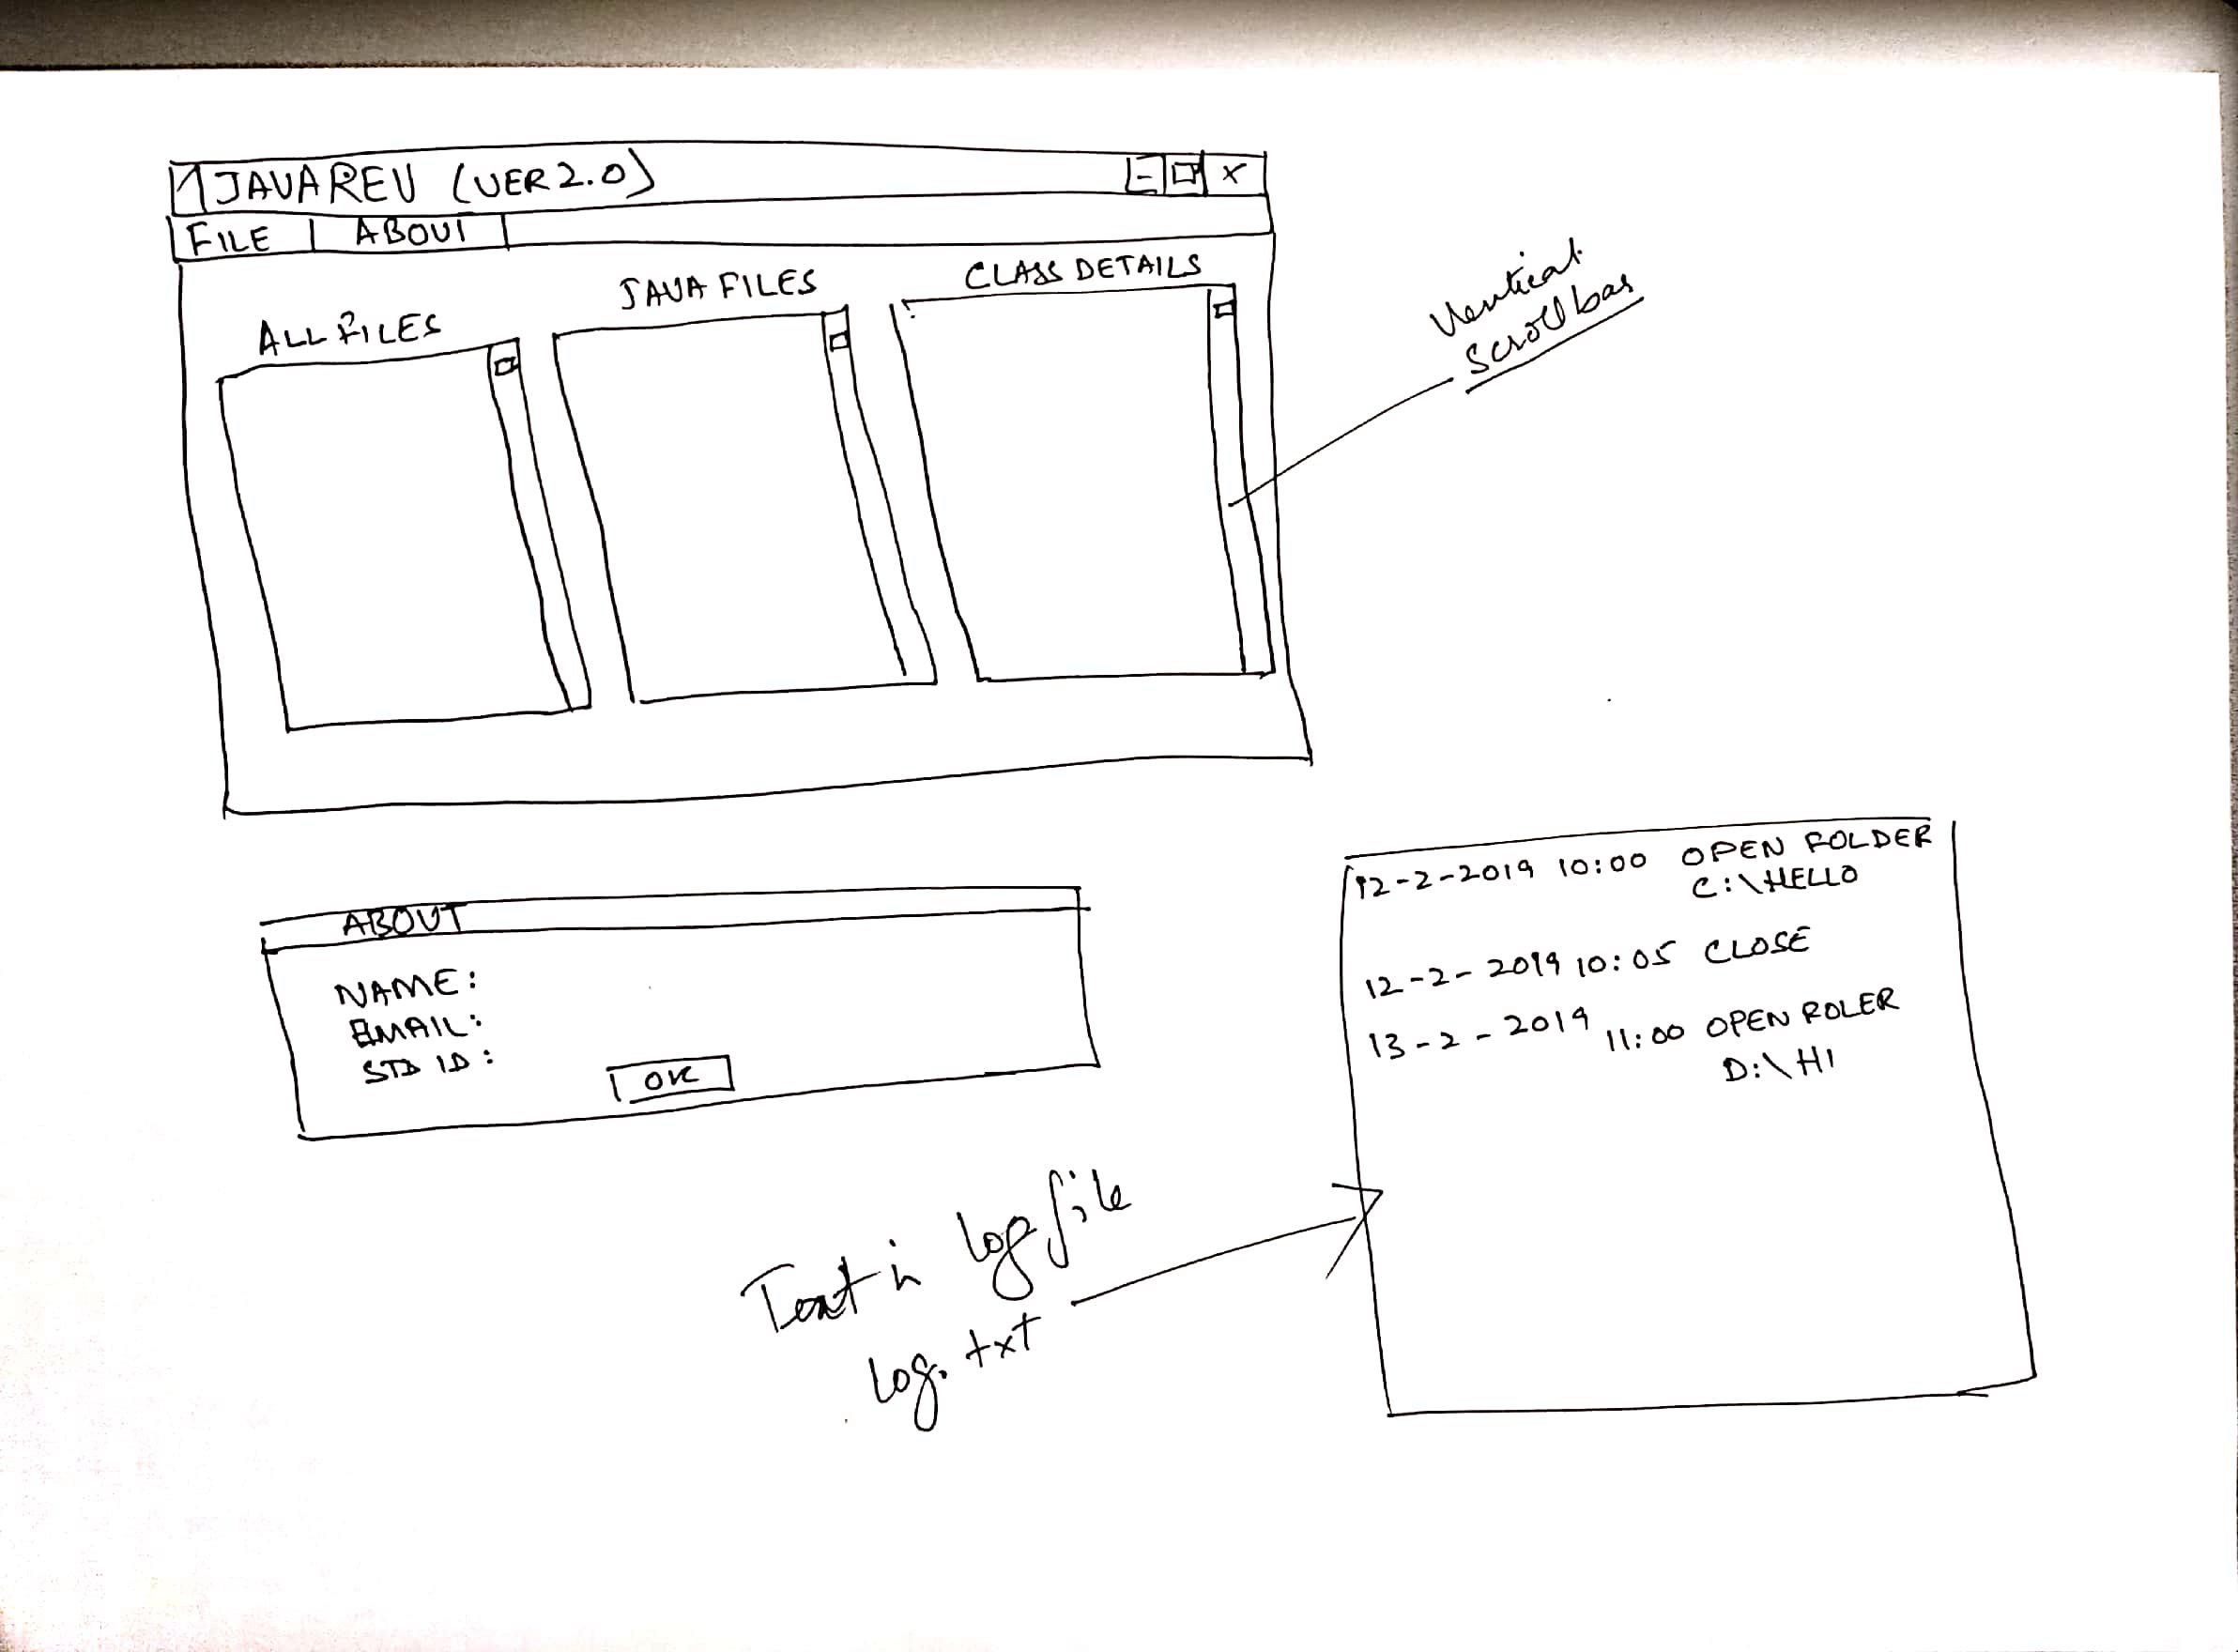 JAVAREV (VER 2.0)
FILE ABOUT
ALL FILES
JAVA FILES
CLASS DETAILS
Vertical
Scrollbar
ABOUT
NAME:
EMAIL:
STD ID:
OK
12-2-2019 10:00 OPEN FOLDER
C:\HELLO
12-2-2019 10:05 CLOSE
13-2-2019 11:00 OPEN FOLER
D:\HI
Text in log file
log.txt